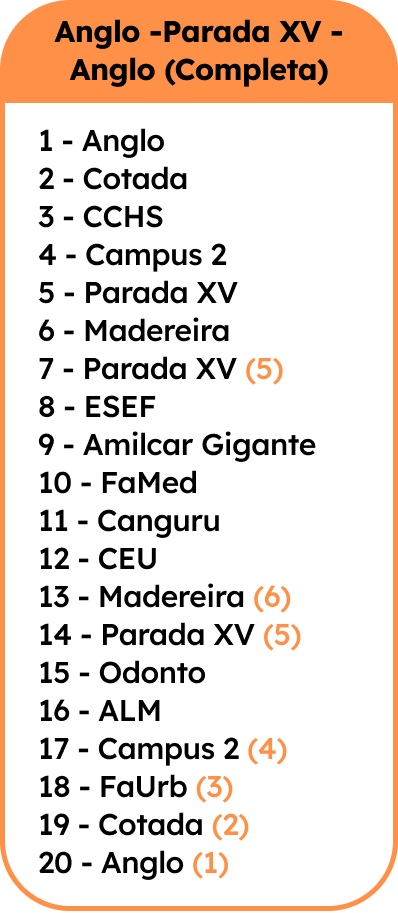 Anglo -Parada XV -
Anglo (Completa)
1 - Anglo
2 - Cotada
3 - CCHS
4 - Campus 2
5 - Parada XV
6 - Madereira
7 - Parada XV (5)
8 - ESEF
9 - Amilcar Gigante
10 - FaMed
11 - Canguru
12 - CEU
13 - Madereira (6)
14 - Parada XV (5)
15 - Odonto
16 - ALM
17 - Campus 2 (4)
18 - FaUrb (3)
19 - Cotada (2)
20 - Anglo (1)